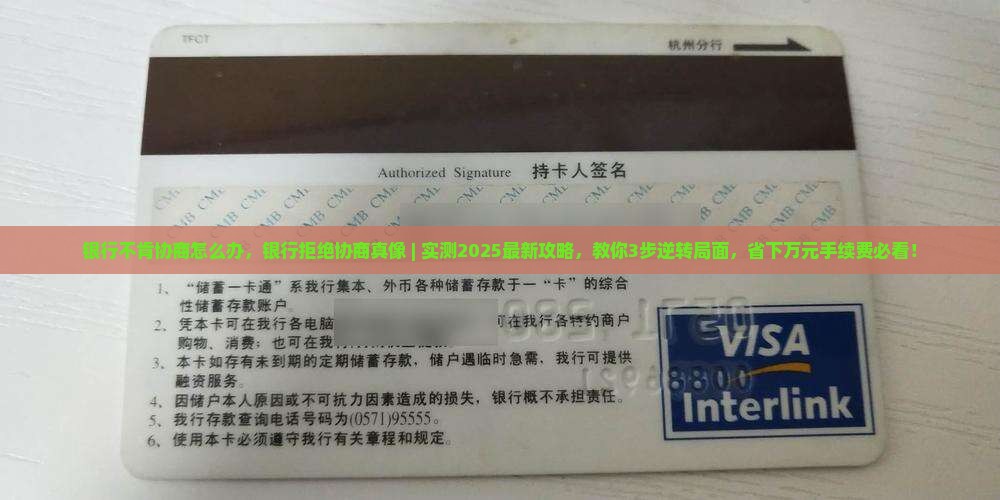 TFCT
杭州分行
Authorized Signature 持卡人签名
CMB CMB CMB CMB CMB CMB
银行不肯协商怎么办，银行拒绝协商真像 | 实测2025最新攻略，教你3步逆转局面，省下万元手续费必看！
1、“储蓄一卡通”系我行集本、外币各种储蓄存款于一“卡”的综合
性储蓄存款账户
2、凭本卡可在我行各电脑 可在我行各特约商户
购物、消费；也可在我
3、本卡如存有未到期的定期储蓄存款，储户遇临时急需，我行可提供
融资服务。
4、因储户本人原因或不可抗力因素造成的损失，银行概不承担责任。
5、我行存款查询电话号码为(0571)95555。
6、使用本卡必须遵守我行有关章程和规定。
VISA
Interlink